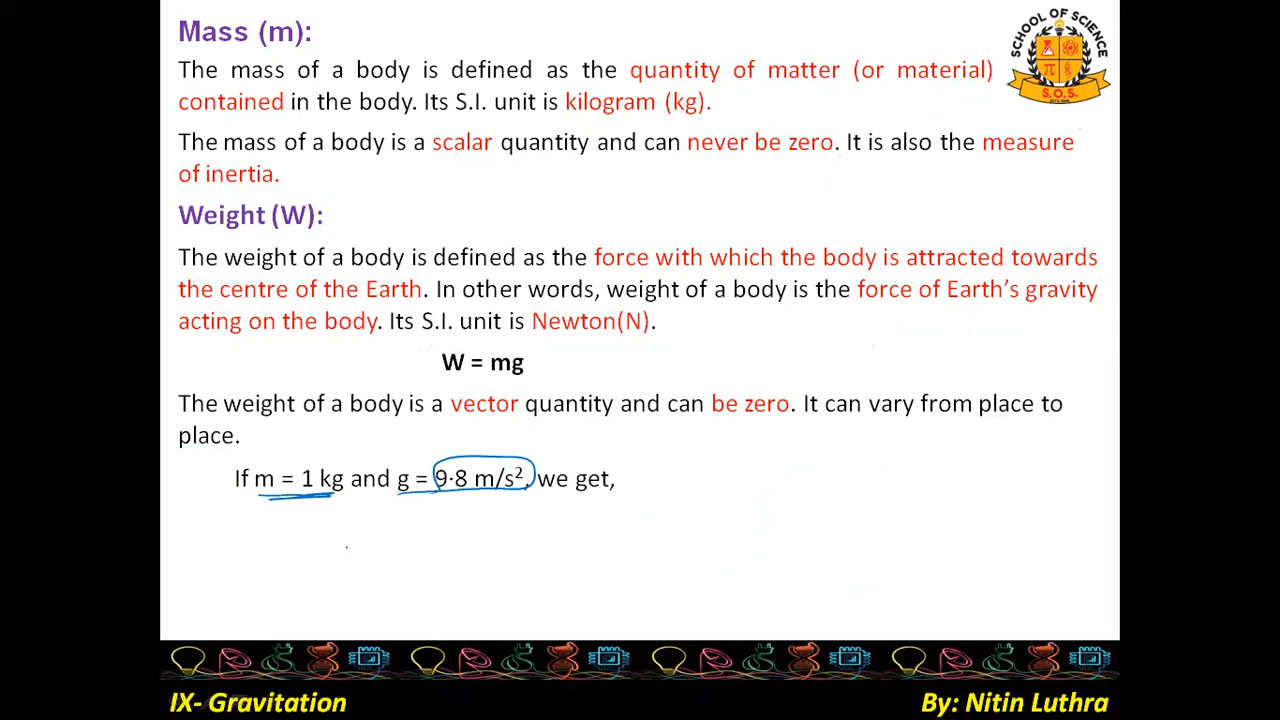 Mass (m):
SCHOOL OF SCIENCE
The mass of a body is defined as the quantity of matter (or material)
contained in the body. Its S.I. unit is kilogram (kg).
S.O.S.
The mass of a body is a scalar quantity and can never be zero. It is also the measure
of inertia.
Weight (W):
The weight of a body is defined as the force with which the body is attracted towards
the centre of the Earth. In other words, weight of a body is the force of Earth’s gravity
acting on the body. Its S.I. unit is Newton(N).
W = mg
The weight of a body is a vector quantity and can be zero. It can vary from place to
place.
If m = 1 kg and g = 9·8 m/s², we get,
IX- Gravitation
By: Nitin Luthra